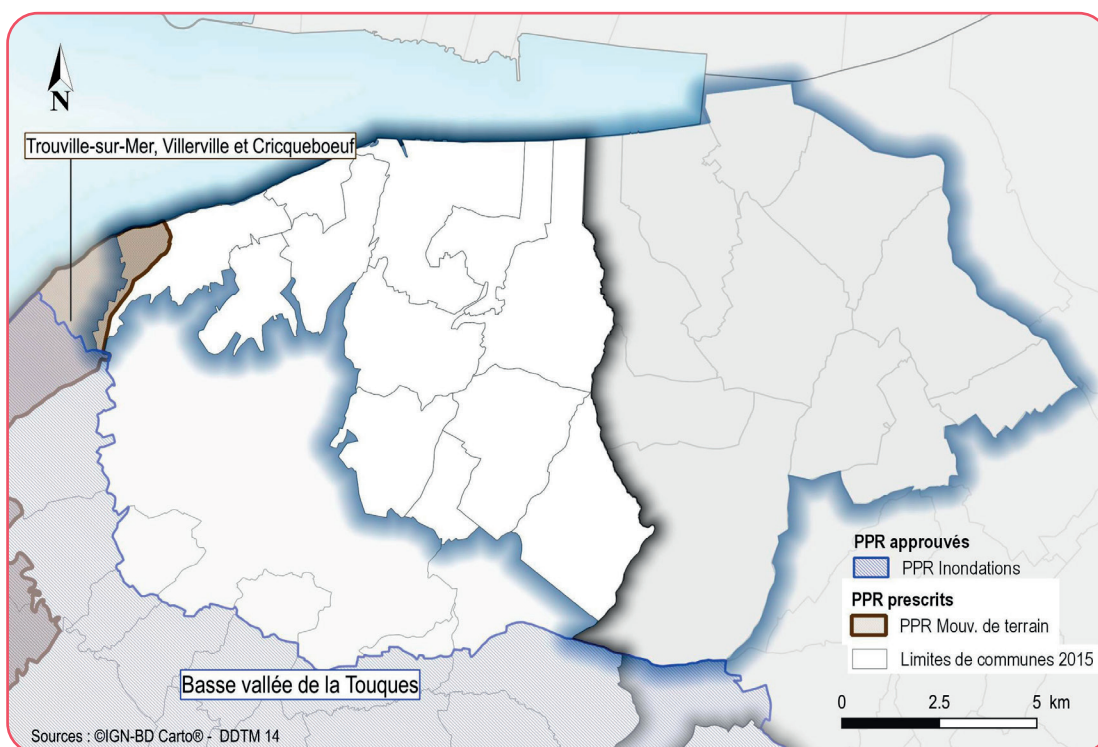 N
Trouville-sur-Mer, Villerville et Cricqueboeuf
PPR approuvés
PPR Inondations
PPR prescrits
PPR Mouv. de terrain
Limites de communes 2015
Basse vallée de la Touques
0 2.5 5 km
Sources : ©IGN-BD Carto® - DDTM 14